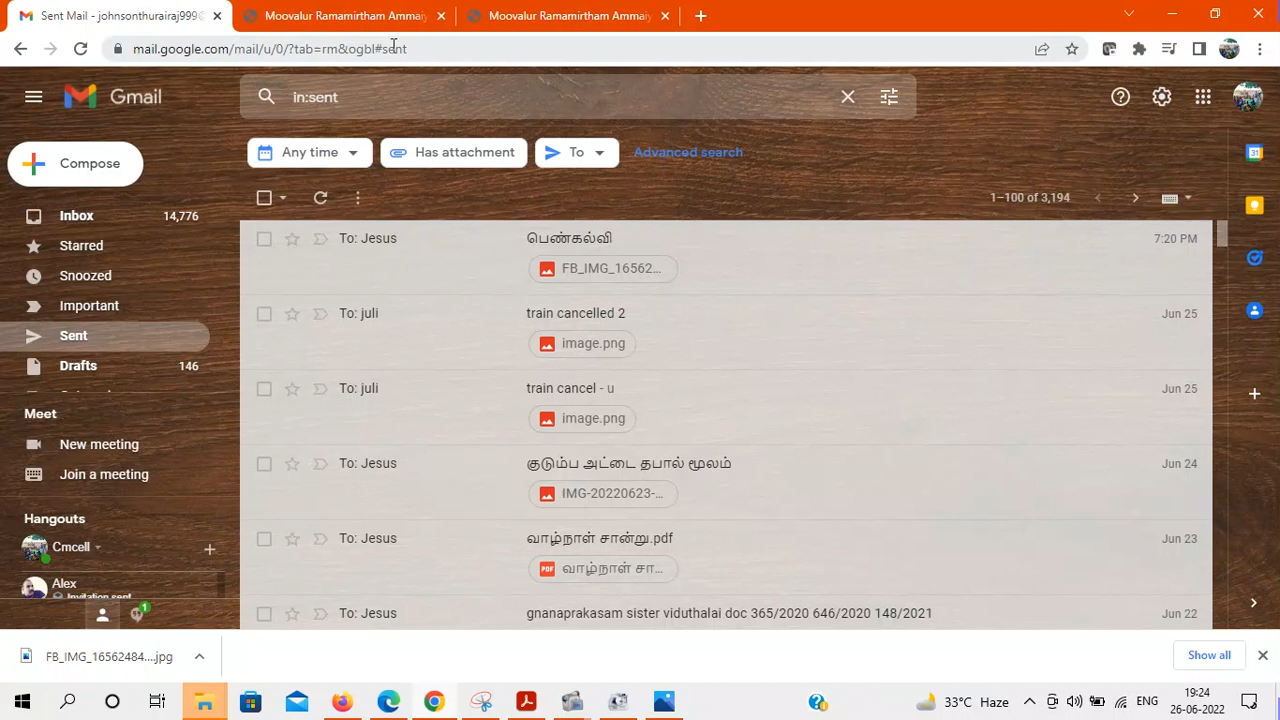 Sent Mail - johnsonthurairaj999@
Moovalur Ramamirtham Ammaiy
Moovalur Ramamirtham Ammaiy
mail.google.com/mail/u/0/?tab=rm&ogbl#sent
Gmail
in:sent
Compose
Any time
Has attachment
To
Advanced search
1–100 of 3,194
Inbox 14,776
Starred
Snoozed
Important
Sent
Drafts 146
Meet
New meeting
Join a meeting
Hangouts
Cmcell
Alex
Invitation sent
1
To: Jesus பெண்கல்வி 7:20 PM
FB_IMG_16562...
To: juli train cancelled 2 Jun 25
image.png
To: juli train cancel - u Jun 25
image.png
To: Jesus குடும்ப அட்டை தபால் மூலம் Jun 24
IMG-20220623-...
To: Jesus வாழ்நாள் சான்று.pdf Jun 23
PDF வாழ்நாள் சா...
To: Jesus gnanaprakasam sister viduthalai doc 365/2020 646/2020 148/2021 Jun 22
31
FB_IMG_16562484....jpg
Show all
33°C Haze
ENG
19:24
26-06-2022